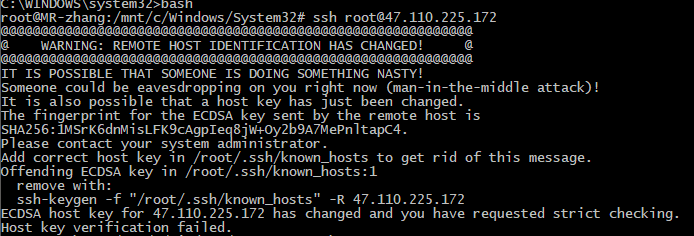 C:\WINDOWS\system32>bash
root@MR-zhang:/mnt/c/Windows/System32# ssh root@47.110.225.172
@@@@@@@@@@@@@@@@@@@@@@@@@@@@@@@@@@@@@@@@@@@@@@@@@@@@@@@@@@@
@    WARNING: REMOTE HOST IDENTIFICATION HAS CHANGED!     @
@@@@@@@@@@@@@@@@@@@@@@@@@@@@@@@@@@@@@@@@@@@@@@@@@@@@@@@@@@@
IT IS POSSIBLE THAT SOMEONE IS DOING SOMETHING NASTY!
Someone could be eavesdropping on you right now (man-in-the-middle attack)!
It is also possible that a host key has just been changed.
The fingerprint for the ECDSA key sent by the remote host is
SHA256:1MSrK6dnMisLFK9cAgpIeq8jW+Oy2b9A7MePnltapC4.
Please contact your system administrator.
Add correct host key in /root/.ssh/known_hosts to get rid of this message.
Offending ECDSA key in /root/.ssh/known_hosts:1
  remove with:
  ssh-keygen -f "/root/.ssh/known_hosts" -R 47.110.225.172
ECDSA host key for 47.110.225.172 has changed and you have requested strict checking.
Host key verification failed.